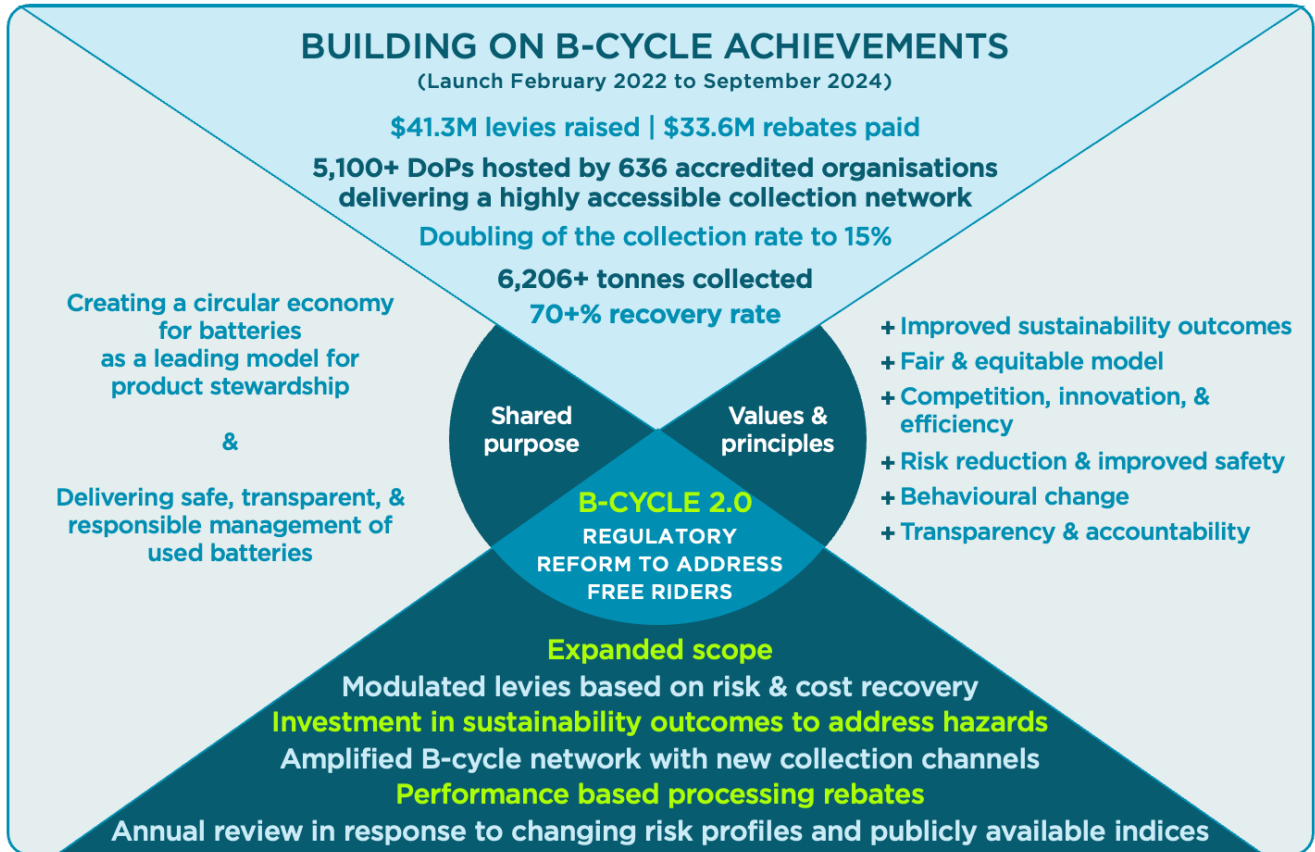 BUILDING ON B-CYCLE ACHIEVEMENTS
(Launch February 2022 to September 2024)
$41.3M levies raised | $33.6M rebates paid
5,100+ DoPs hosted by 636 accredited organisations
delivering a highly accessible collection network
Doubling of the collection rate to 15%
6,206+ tonnes collected
70+% recovery rate
Creating a circular economy
for batteries
as a leading model for
product stewardship
&
Delivering safe, transparent, &
responsible management of
used batteries
Shared
purpose
Values &
principles
+ Improved sustainability outcomes
+ Fair & equitable model
+ Competition, innovation, &
efficiency
+ Risk reduction & improved safety
+ Behavioural change
+ Transparency & accountability
B-CYCLE 2.0
REGULATORY
REFORM TO ADDRESS
FREE RIDERS
Expanded scope
Modulated levies based on risk & cost recovery
Investment in sustainability outcomes to address hazards
Amplified B-cycle network with new collection channels
Performance based processing rebates
Annual review in response to changing risk profiles and publicly available indices